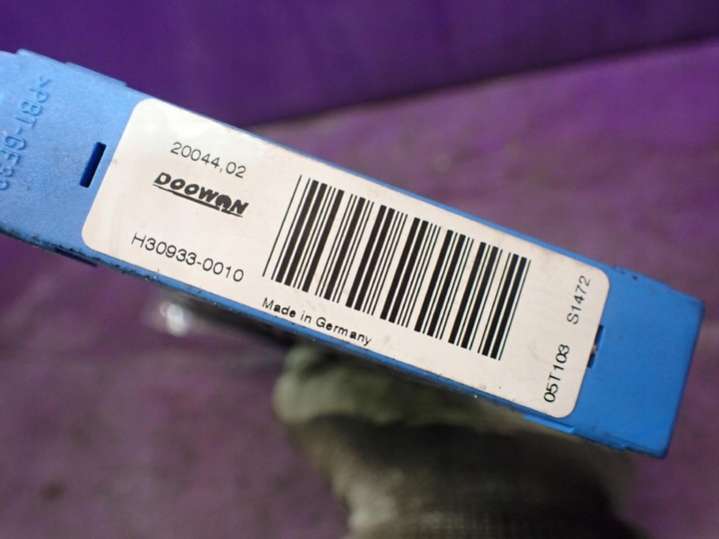 20044,02
DOOWON
H30933-0010
Made in Germany
05T103 S1472